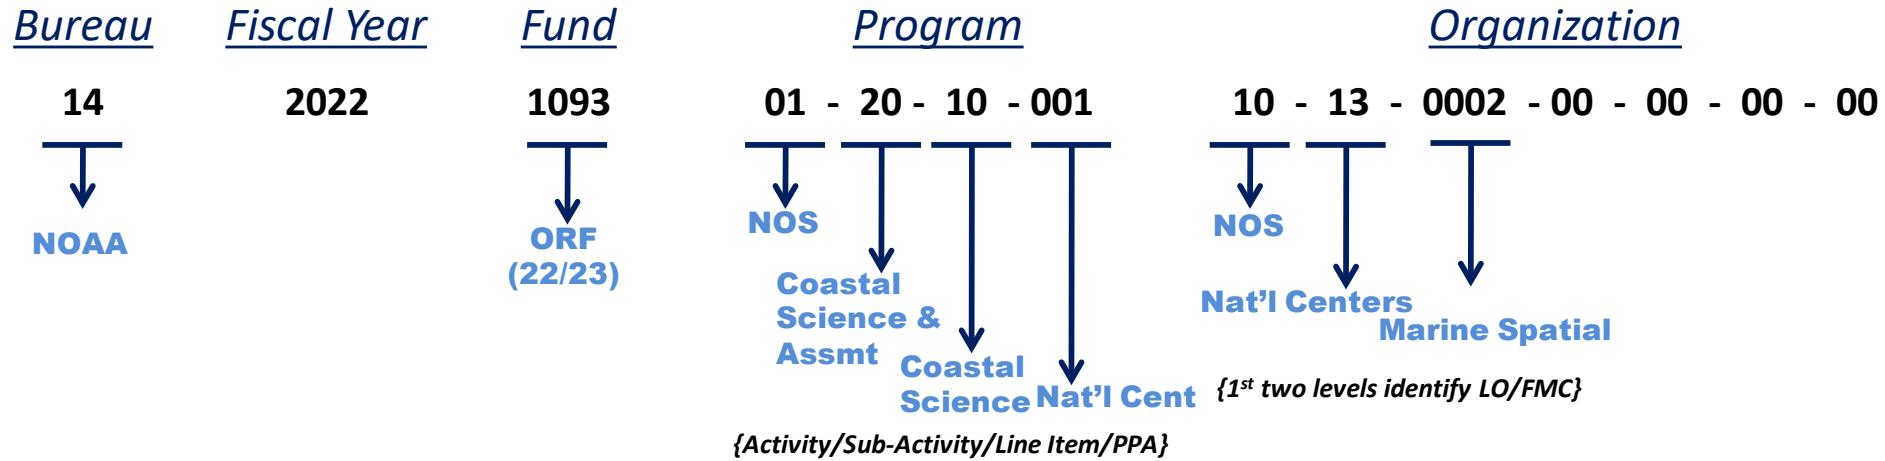 Bureau Fiscal Year Fund Program Organization
14 2022 1093 01 - 20 - 10 - 001 10 - 13 - 0002 - 00 - 00 - 00 - 00
NOAA
ORF
(22/23)
NOS
Coastal
Science &
Assmt
Coastal
Science
Nat’l Cent
{Activity/Sub-Activity/Line Item/PPA}
NOS
Nat’l Centers
Marine Spatial
{1st two levels identify LO/FMC}